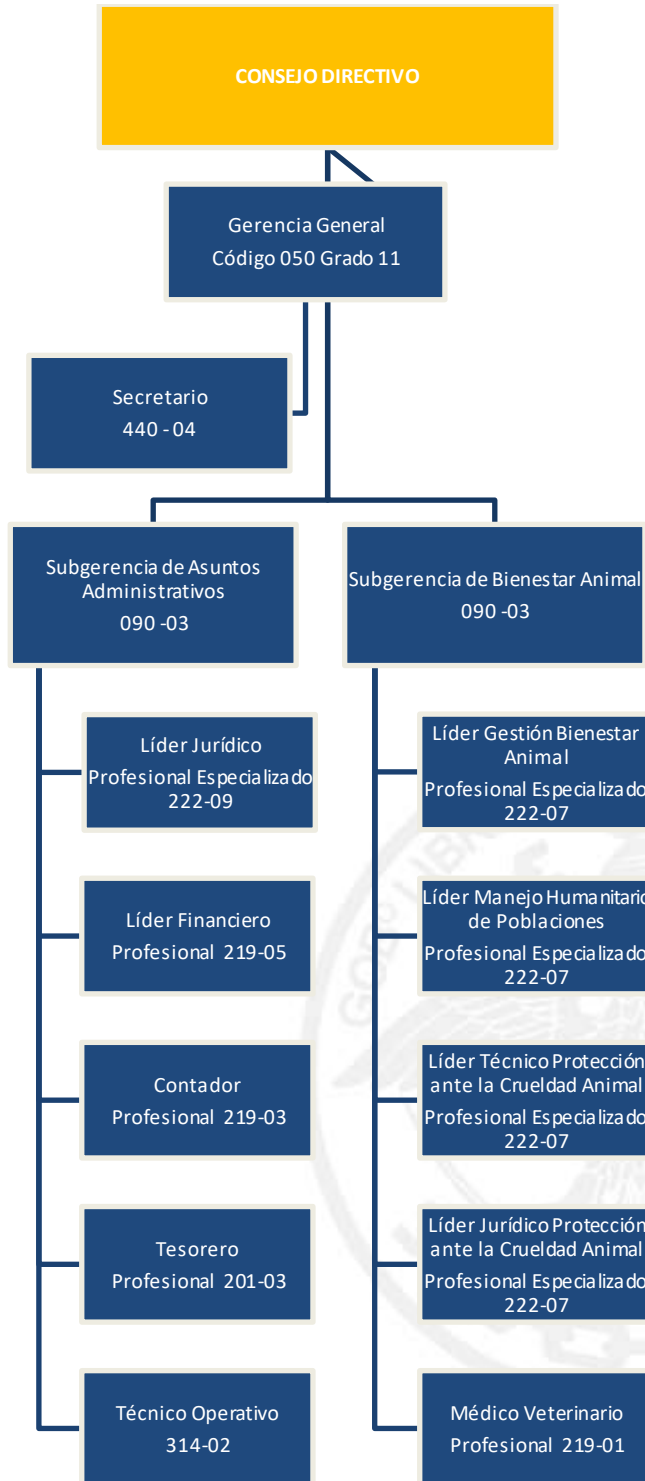 CONSEJO DIRECTIVO
Gerencia General
Código 050 Grado 11
Secretario
440 - 04
Subgerencia de Asuntos
Administrativos
090 -03
Subgerencia de Bienestar Animal
090 -03
Líder Jurídico
Profesional Especializado
222-09
Líder Financiero
Profesional 219-05
Contador
Profesional 219-03
Tesorero
Profesional 201-03
Técnico Operativo
314-02
Líder Gestión Bienestar
Animal
Profesional Especializado
222-07
Líder Manejo Humanitario
de Poblaciones
Profesional Especializado
222-07
Líder Técnico Protección
ante la Crueldad Animal
Profesional Especializado
222-07
Líder Jurídico Protección
ante la Crueldad Animal
Profesional Especializado
222-07
Médico Veterinario
Profesional 219-01